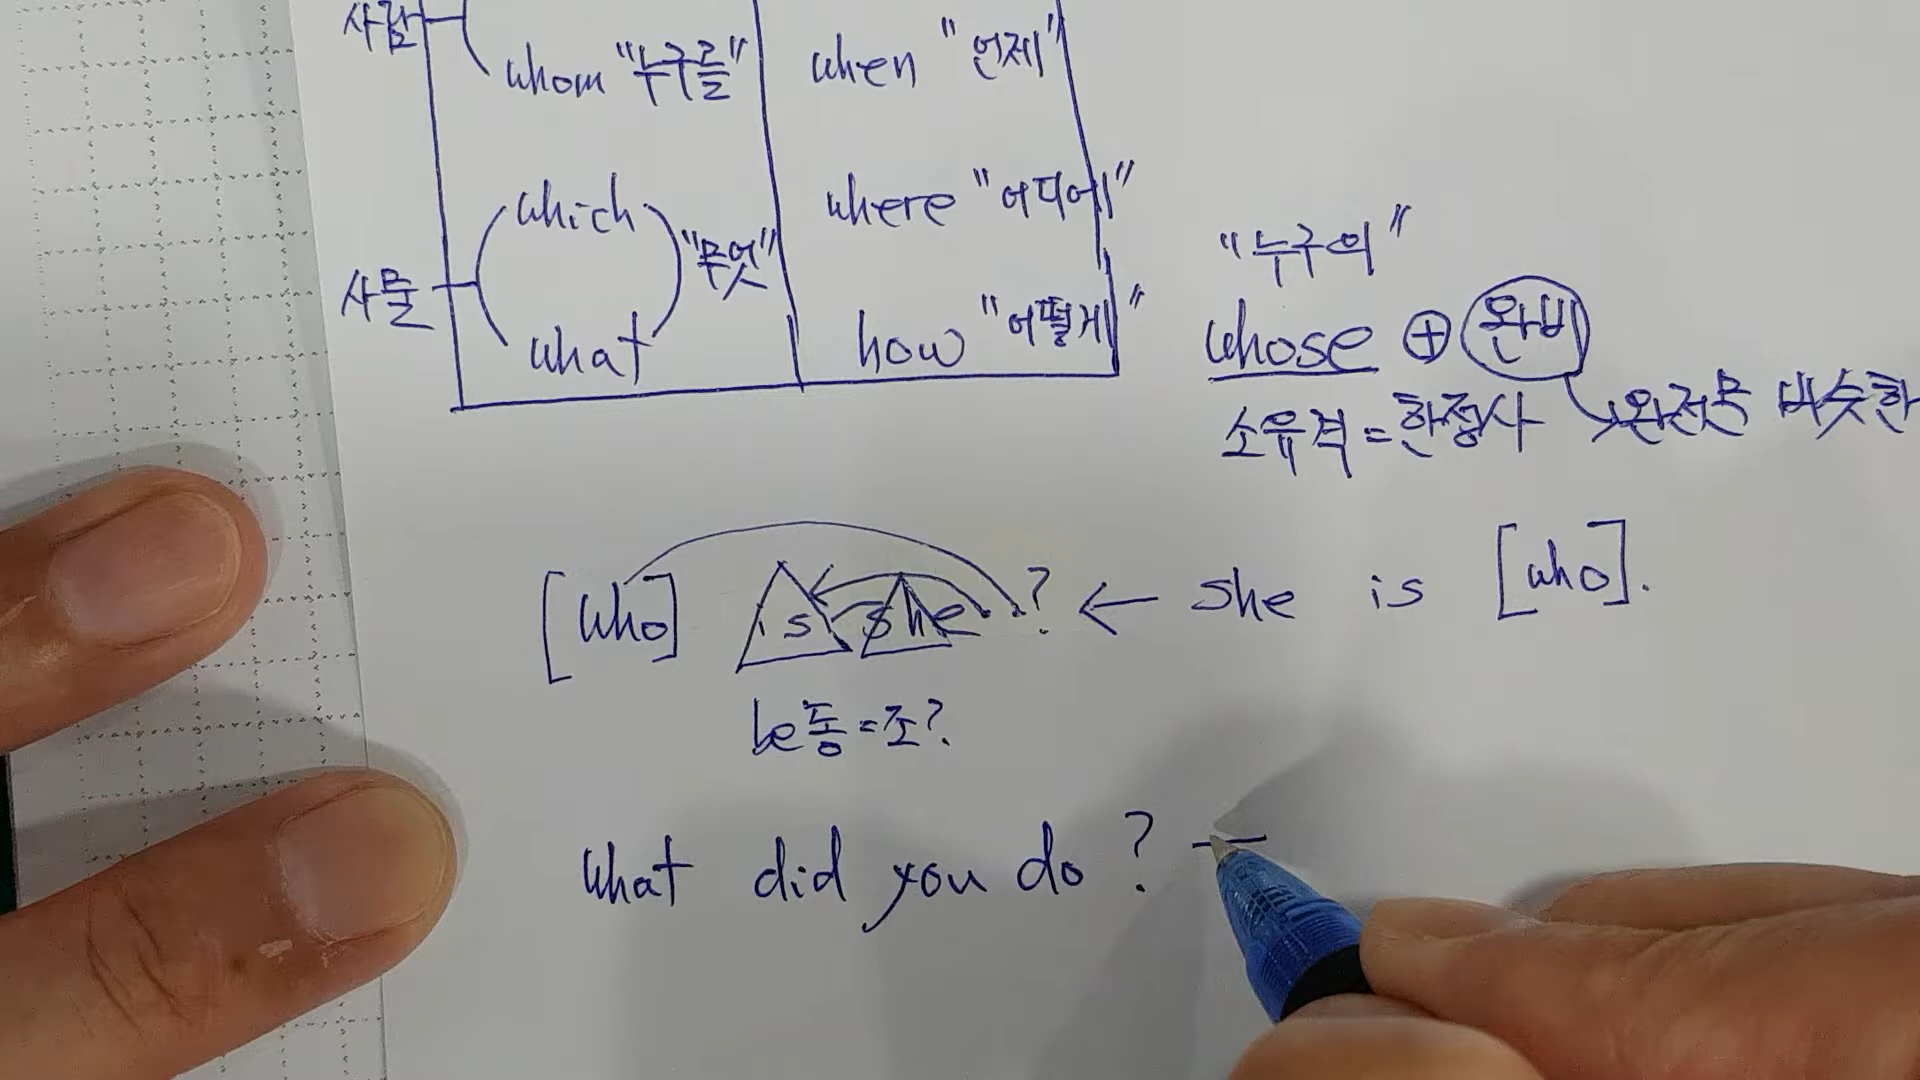 사람
whom "누구를"
when "언제"
which
"무엇"
where "어디에"
사물
what
how "어떻게"
"누구의"
whose ⊕ 완비
소유격 = 한정사
완전 비슷한
[who] is she ? ← she is [who].
be동=조?
what did you do ?